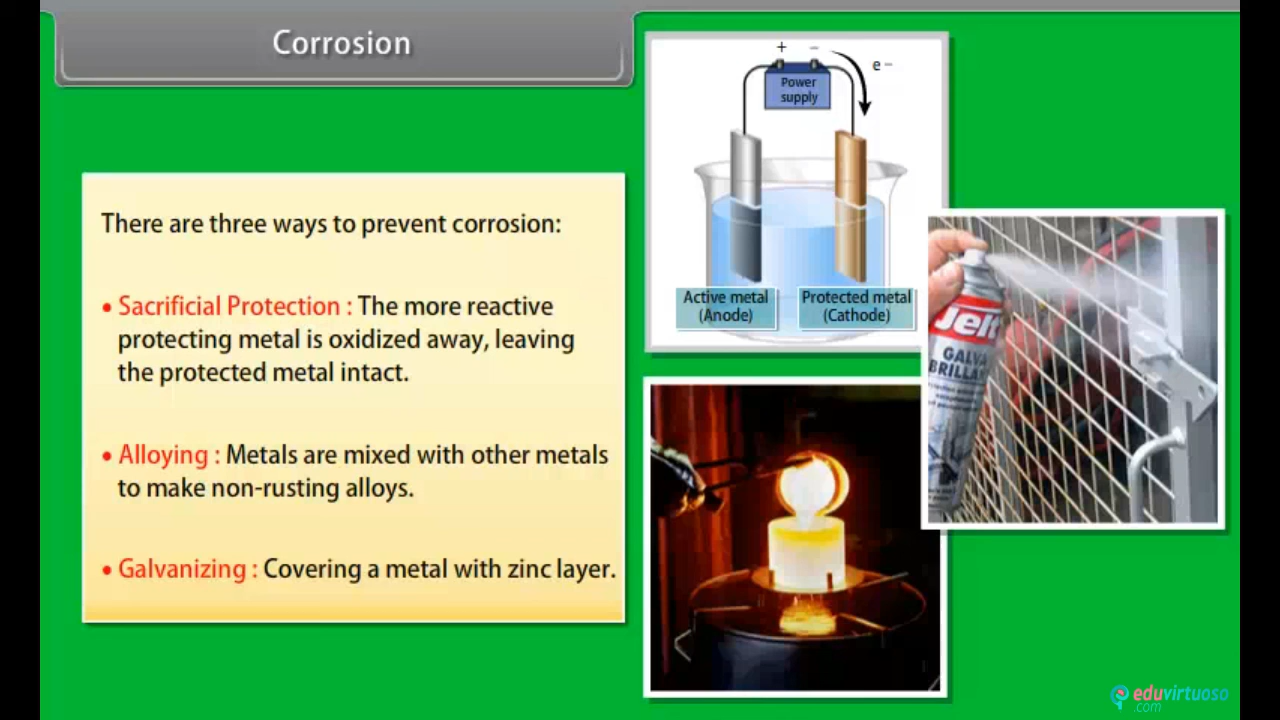 Corrosion
There are three ways to prevent corrosion:
• Sacrificial Protection : The more reactive
protecting metal is oxidized away, leaving
the protected metal intact.
• Alloying : Metals are mixed with other metals
to make non-rusting alloys.
• Galvanizing : Covering a metal with zinc layer.
+ −
e −
Power
supply
Active metal
(Anode)
Protected metal
(Cathode)
Jelt
GALVA
BRILLA
eduvirtuoso
.com